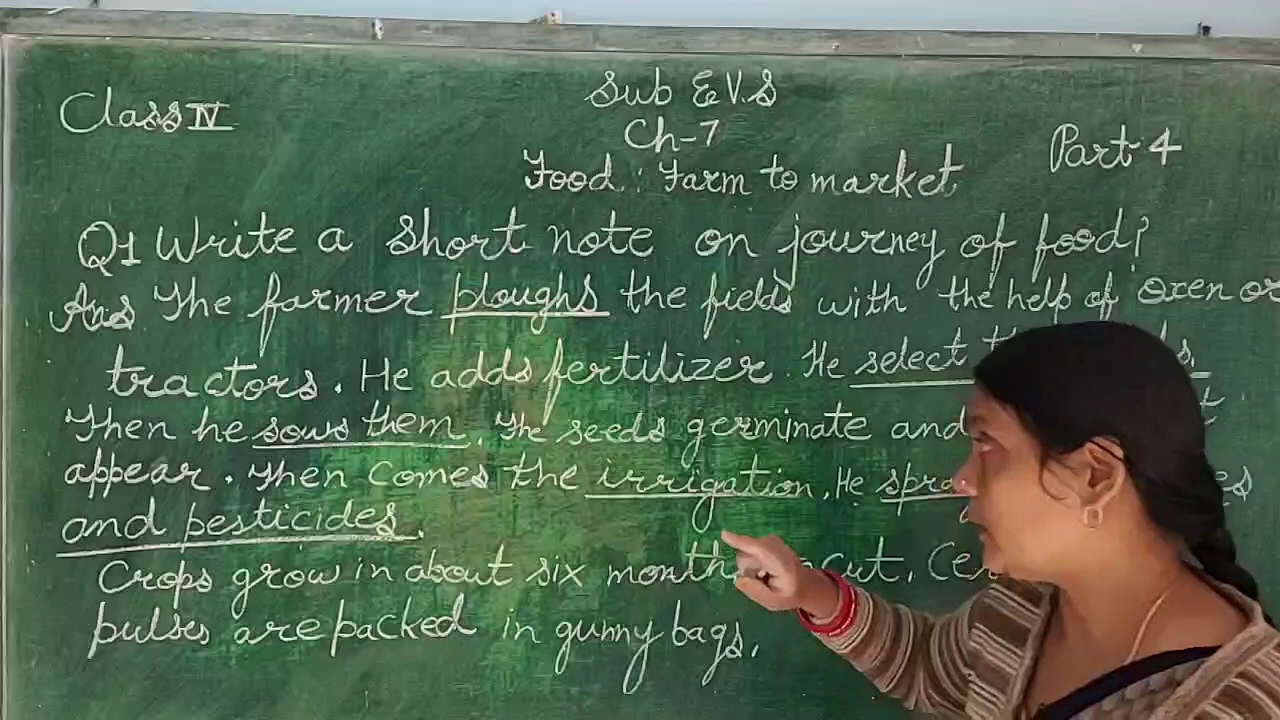 Class IV
Sub E.V.S
Ch-7
Part-4
Food : Farm to market
Q1 Write a short note on journey of food?
Ans The farmer ploughs the fields with the help of oxen or
tractors. He adds fertilizer. He select
Then he sows them. The seeds germinate and
appear. Then comes the irrigation. He
and pesticides.
Crops grow in about six cut.
pulses are packed in gunny bags.